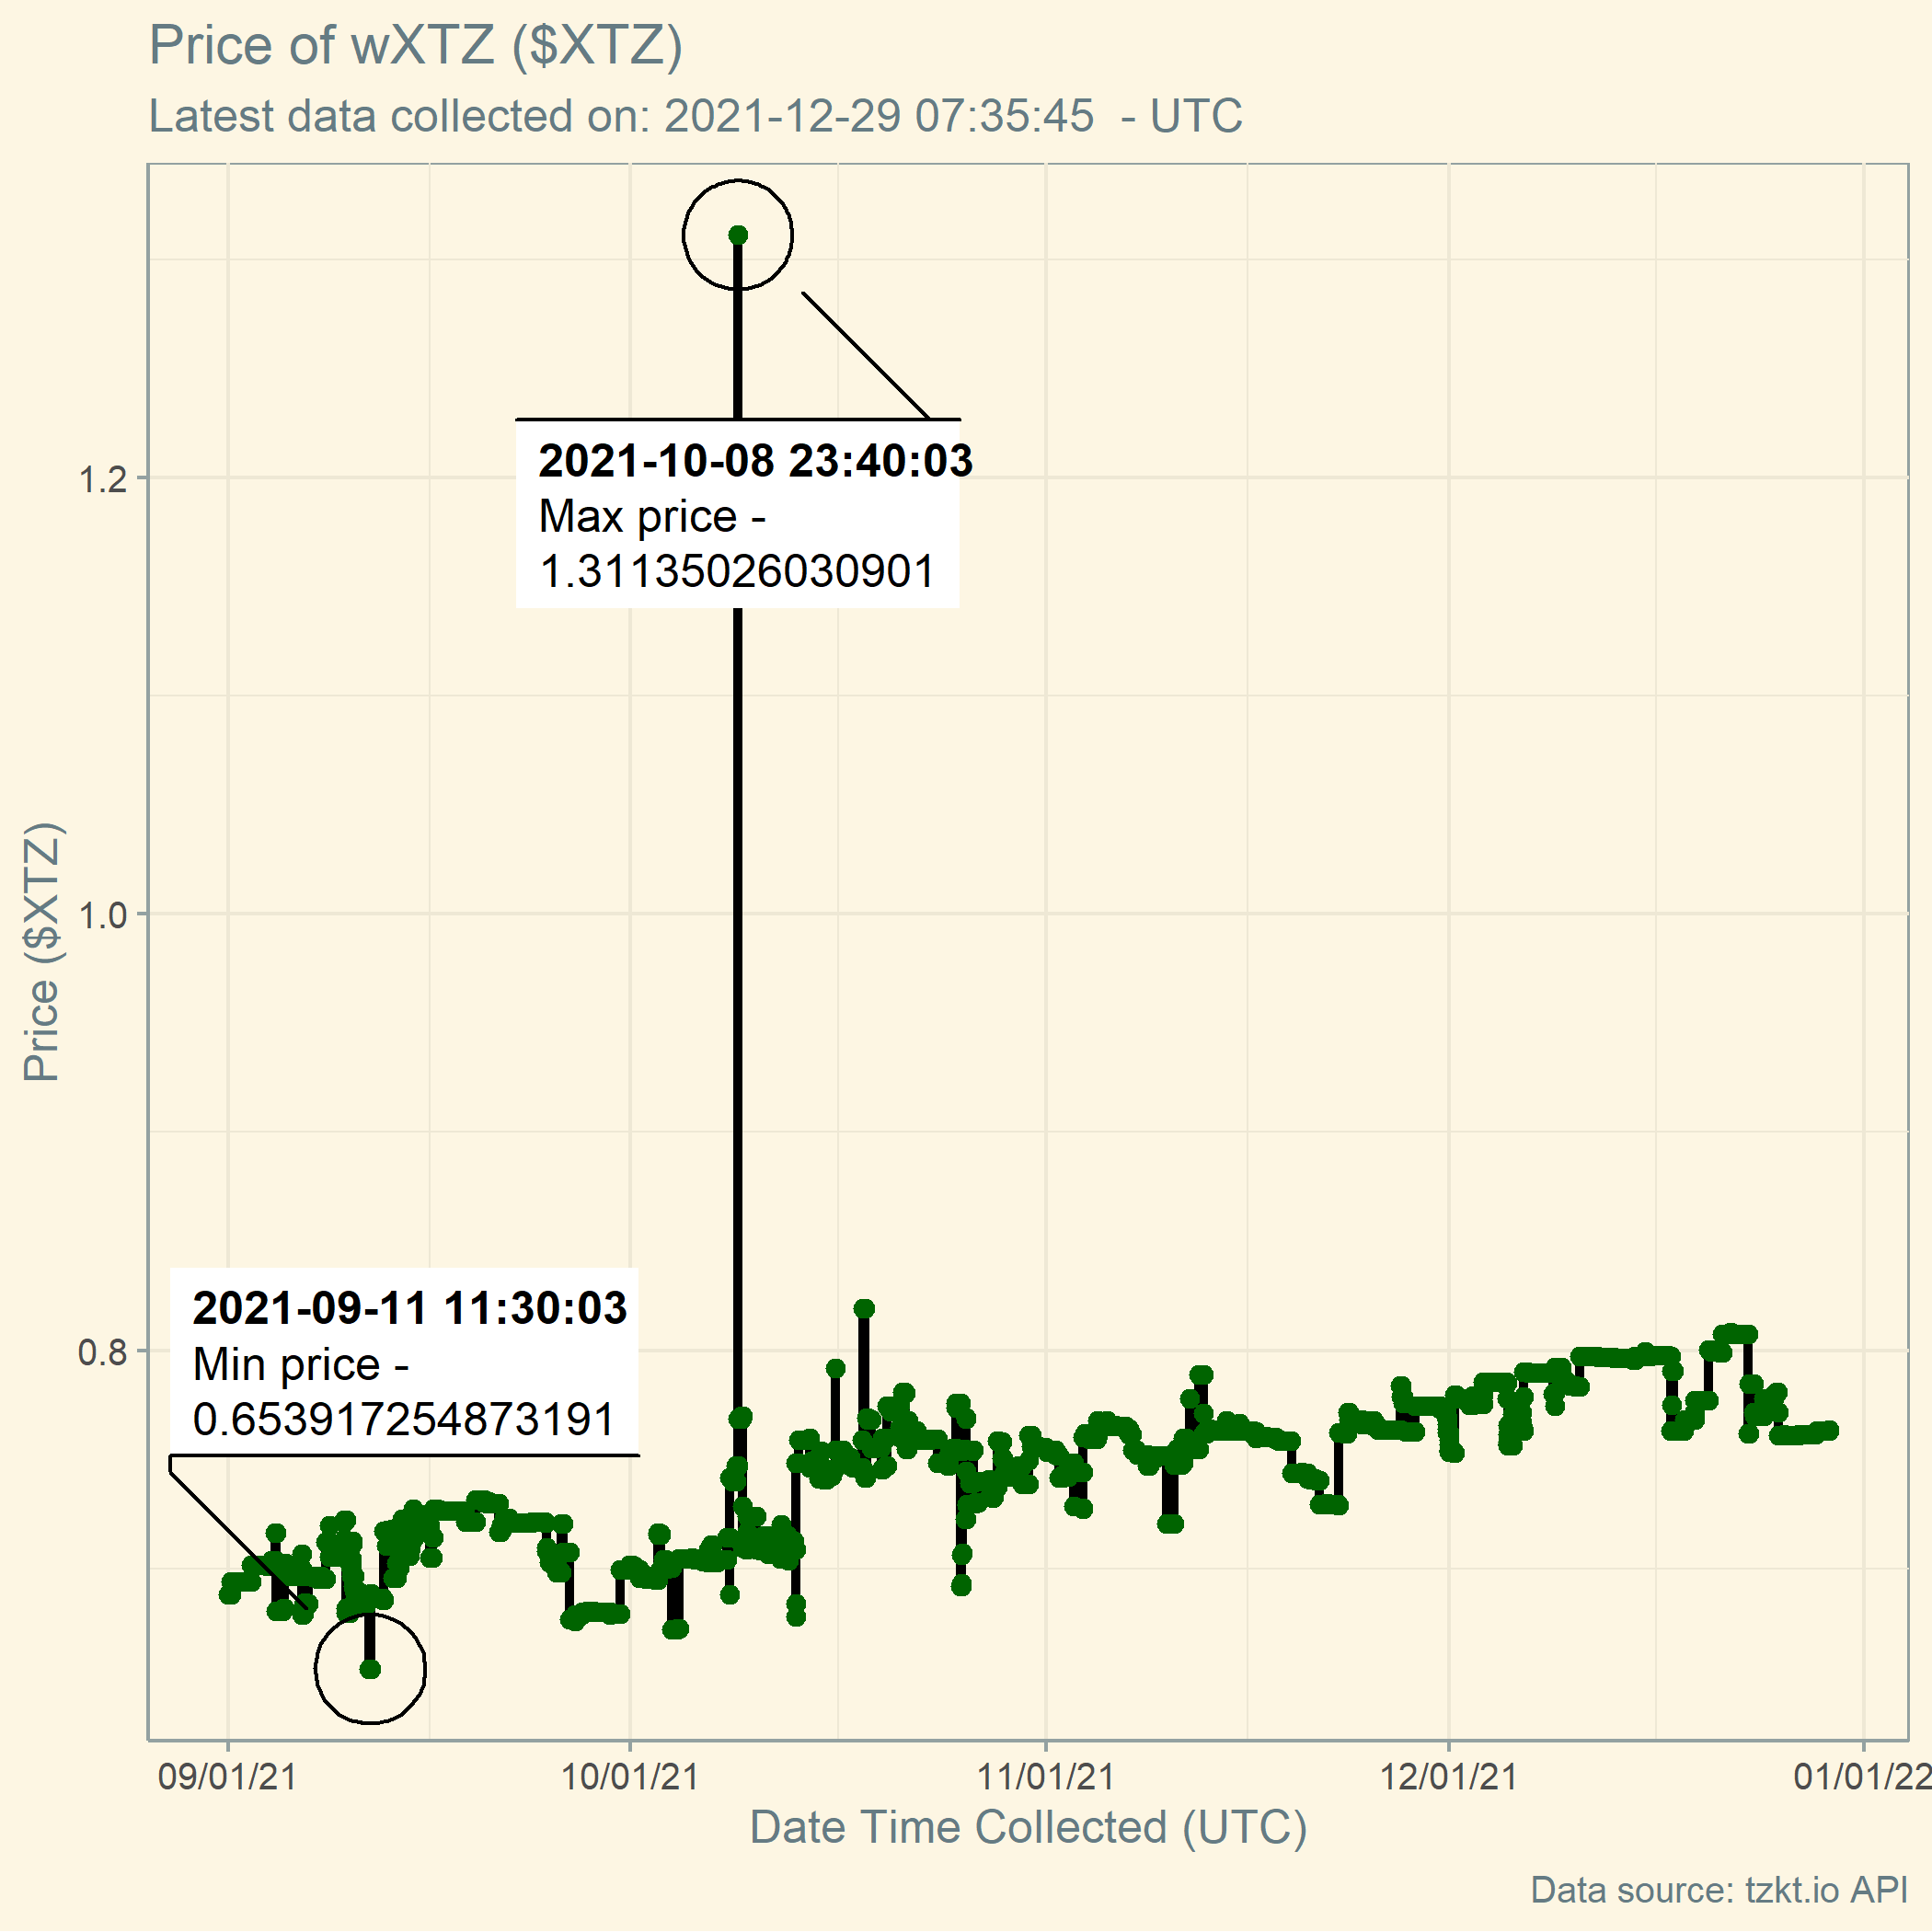 Price of wXTZ ($XTZ)
Latest data collected on: 2021-12-29 07:35:45  - UTC
2021-10-08 23:40:03
Max price -
1.31135026030901
1.2
1.0
0.8
Price ($XTZ)
2021-09-11 11:30:03
Min price -
0.653917254873191
09/01/21
10/01/21
11/01/21
12/01/21
01/01/22
Date Time Collected (UTC)
Data source: tzkt.io API